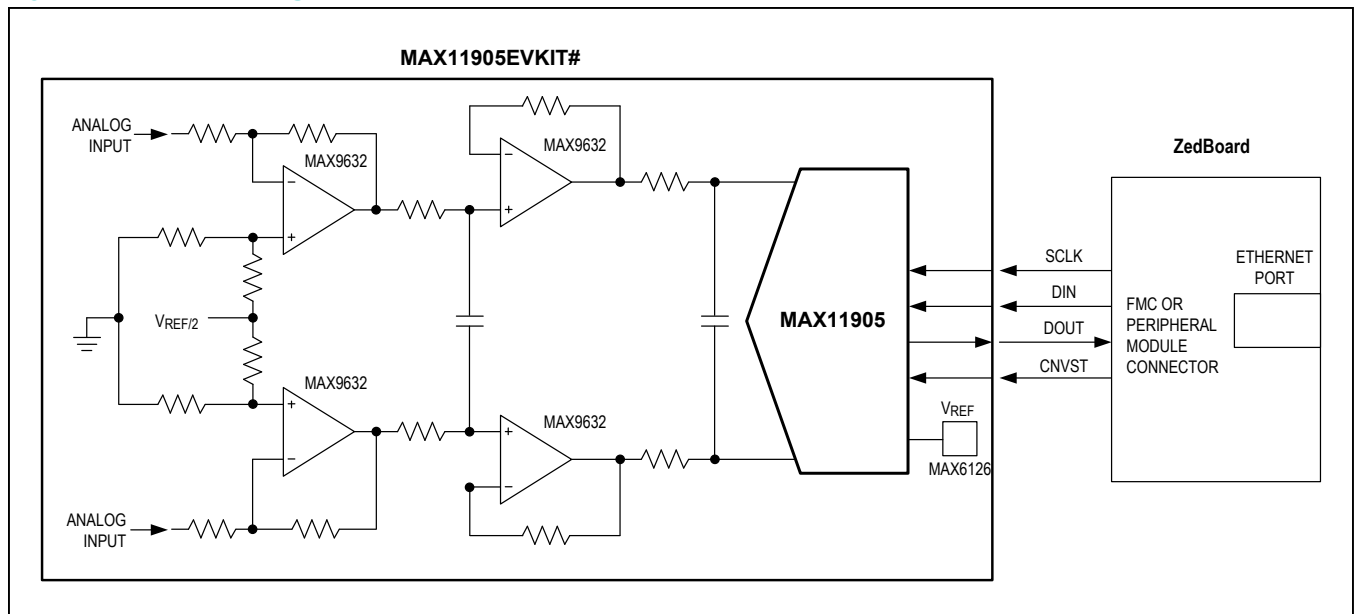 MAX11905EVKIT#
ANALOG
INPUT
MAX9632
−
+
MAX9632
−
+
VREF/2
MAX9632
+
−
MAX9632
+
−
ANALOG
INPUT
MAX11905
VREF
MAX6126
SCLK
DIN
DOUT
CNVST
ZedBoard
ETHERNET
PORT
FMC OR
PERIPHERAL
MODULE
CONNECTOR